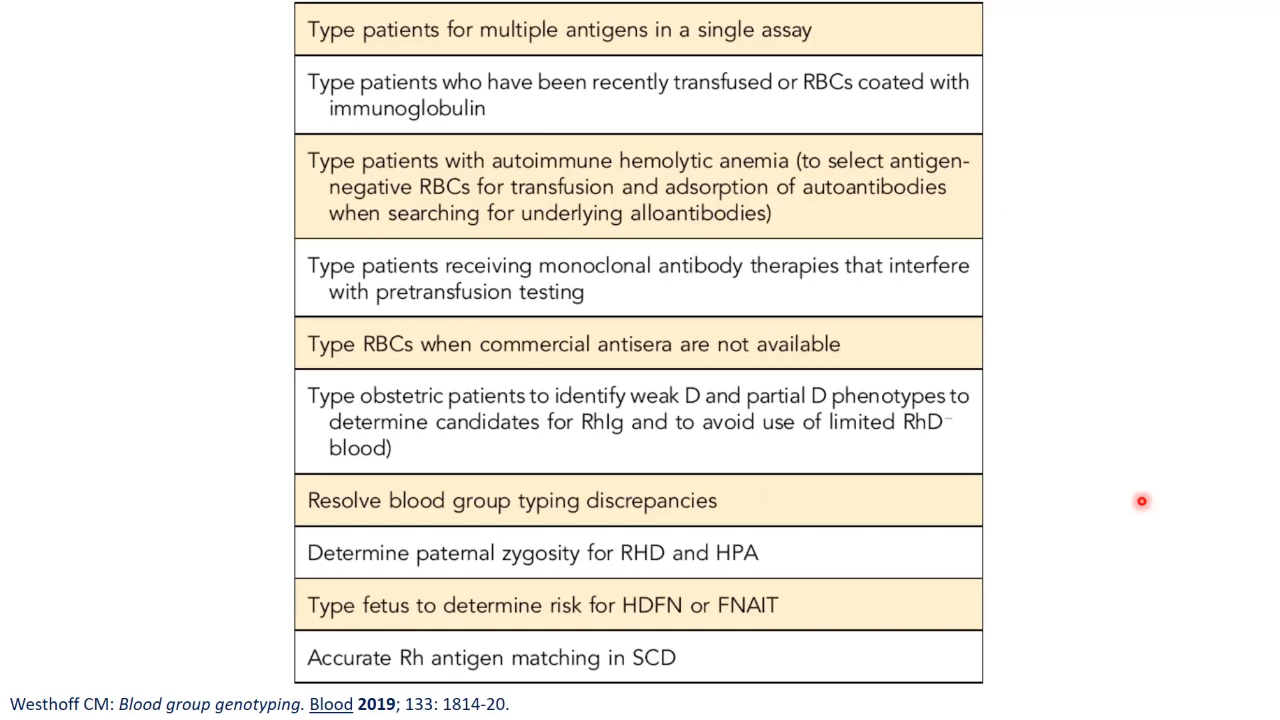 Type patients for multiple antigens in a single assay
Type patients who have been recently transfused or RBCs coated with
immunoglobulin
Type patients with autoimmune hemolytic anemia (to select antigen-
negative RBCs for transfusion and adsorption of autoantibodies
when searching for underlying alloantibodies)
Type patients receiving monoclonal antibody therapies that interfere
with pretransfusion testing
Type RBCs when commercial antisera are not available
Type obstetric patients to identify weak D and partial D phenotypes to
determine candidates for RhIg and to avoid use of limited RhD⁻
blood)
Resolve blood group typing discrepancies
Determine paternal zygosity for RHD and HPA
Type fetus to determine risk for HDFN or FNAIT
Accurate Rh antigen matching in SCD
Westhoff CM: Blood group genotyping. Blood 2019; 133: 1814-20.